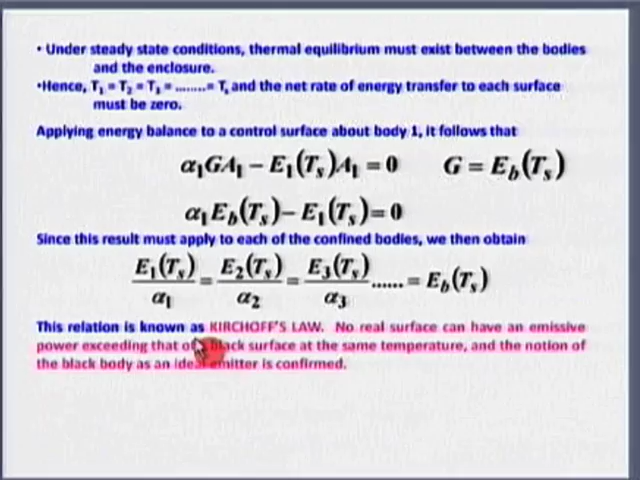 • Under steady state conditions, thermal equilibrium must exist between the bodies
and the enclosure.
•Hence, T₁ = T₂ = T₃ = ........= Tₛ and the net rate of energy transfer to each surface
must be zero.
Applying energy balance to a control surface about body 1, it follows that
α₁GA₁ − E₁(Tₛ)A₁ = 0 G = E_b(Tₛ)
α₁E_b(Tₛ) − E₁(Tₛ) = 0
Since this result must apply to each of the confined bodies, we then obtain
E₁(Tₛ)/α₁ = E₂(Tₛ)/α₂ = E₃(Tₛ)/α₃ ...... = E_b(Tₛ)
This relation is known as KIRCHOFF'S LAW. No real surface can have an emissive
power exceeding that of black surface at the same temperature, and the notion of
the black body as an ideal emitter is confirmed.